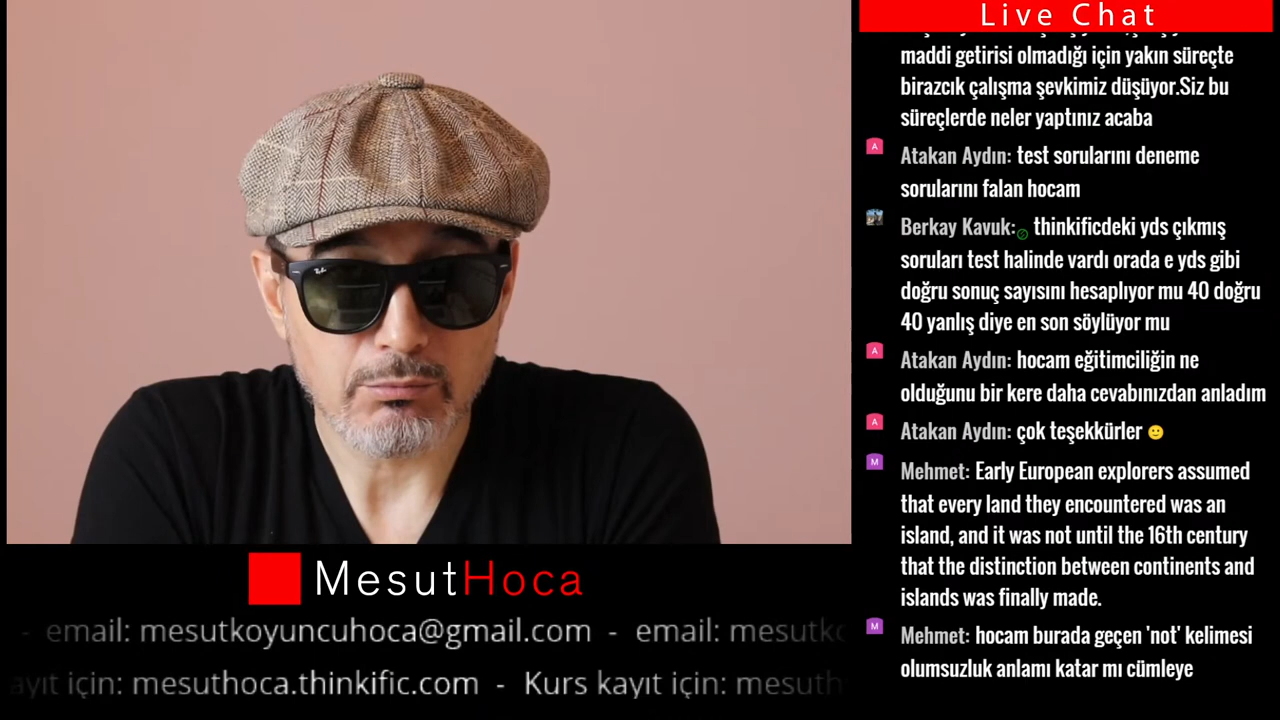 Live Chat
maddi getirisi olmadığı için yakın süreçte
birazcık çalışma şevkimiz düşüyor.Siz bu
süreçlerde neler yaptınız acaba
A Atakan Aydın: test sorularını deneme
sorularını falan hocam
Berkay Kavuk: thinkificdeki yds çıkmış
soruları test halinde vardı orada e yds gibi
doğru sonuç sayısını hesaplıyor mu 40 doğru
40 yanlış diye en son söylüyor mu
A Atakan Aydın: hocam eğitimciliğin ne
olduğunu bir kere daha cevabınızdan anladım
A Atakan Aydın: çok teşekkürler 🙂
M Mehmet: Early European explorers assumed
that every land they encountered was an
island, and it was not until the 16th century
that the distinction between continents and
islands was finally made.
M Mehmet: hocam burada geçen 'not' kelimesi
olumsuzluk anlamı katar mı cümleye
Ray-Ban
MesutHoca
- email: mesutkoyuncuhoca@gmail.com - email: mesutko
ayıt için: mesuthoca.thinkific.com - Kurs kayıt için: mesuth